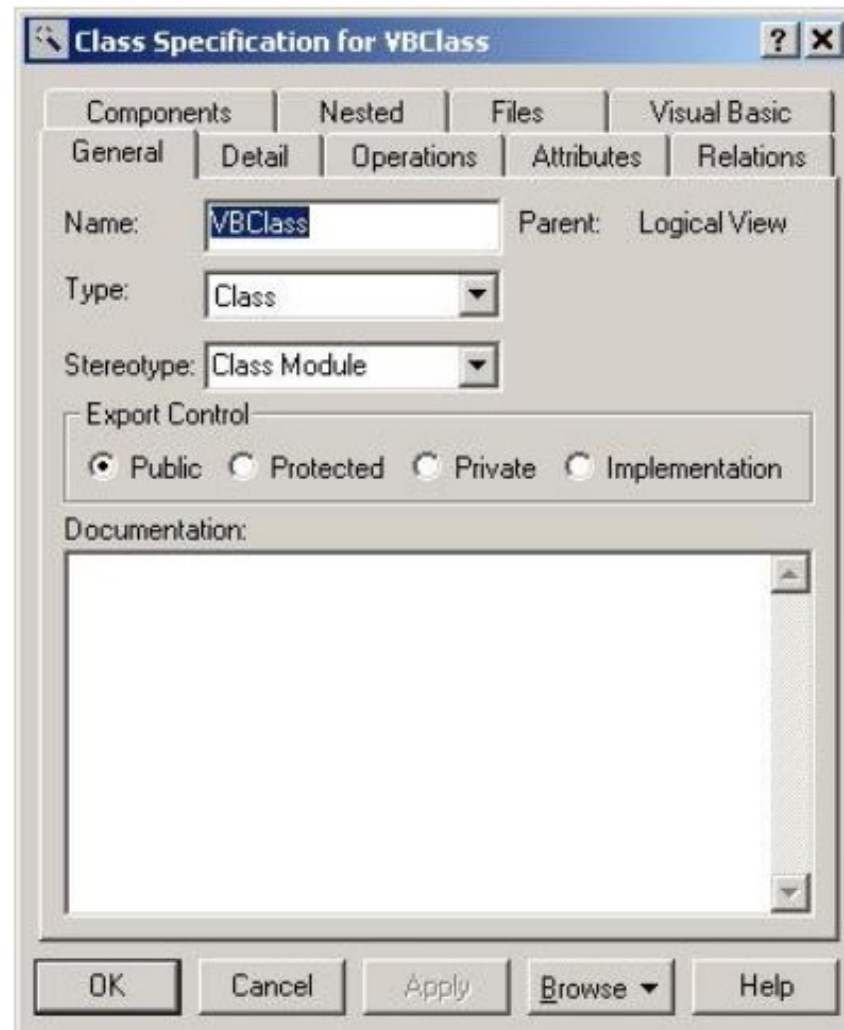 Class Specification for VBClass
Components Nested Files Visual Basic
General Detail Operations Attributes Relations
Name: VBClass Parent: Logical View
Type: Class
Stereotype: Class Module
Export Control
Public Protected Private Implementation
Documentation:
OK Cancel Apply Browse Help